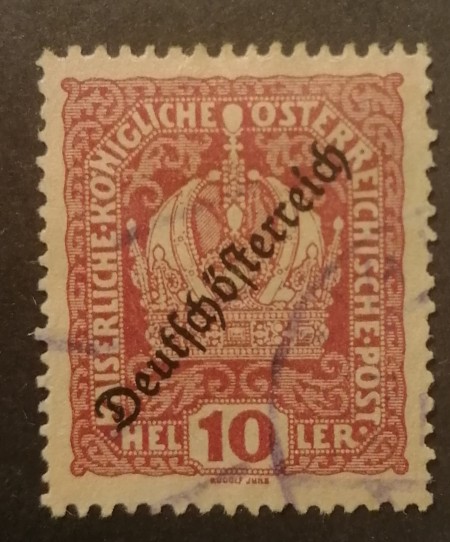 KAISERLICHE·KÖNIGLICHE ÖSTERREICHISCHE·POST·
Deutschösterreich
HEL 10 LER
RUDOLF JUNK